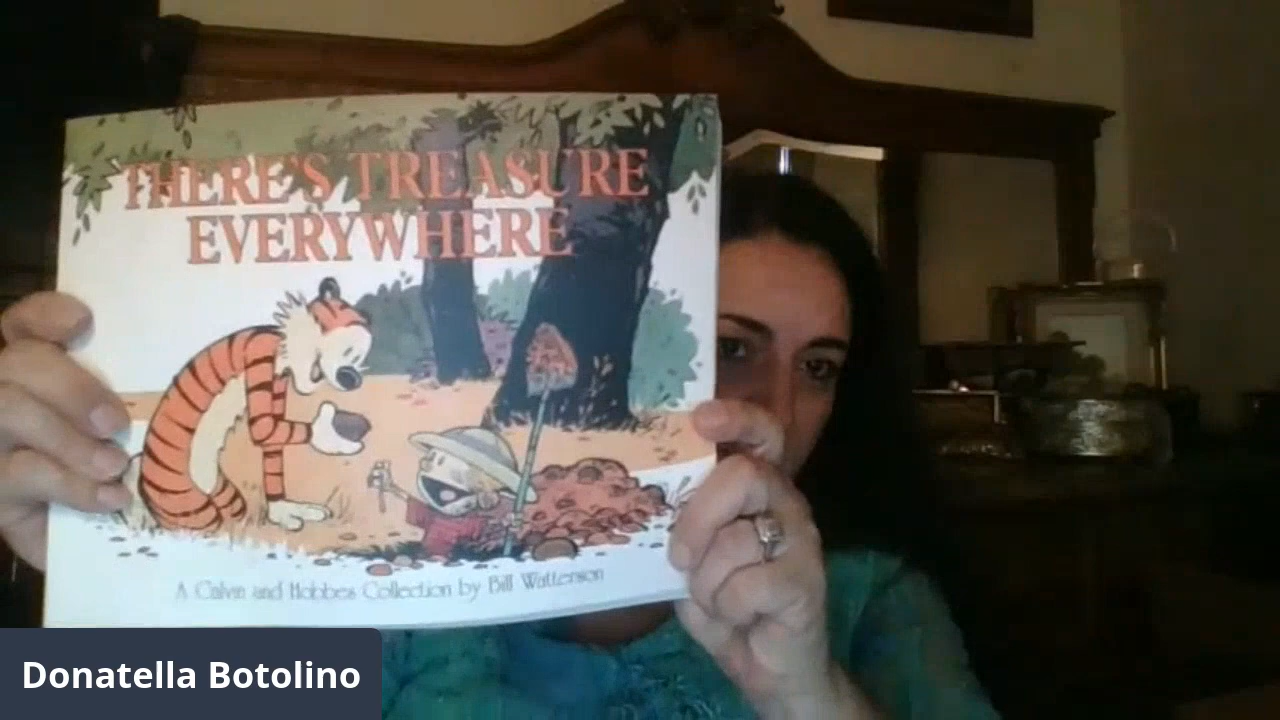 THERE'S TREASURE
EVERYWHERE
A Calvin and Hobbes Collection by Bill Watterson
Donatella Botolino